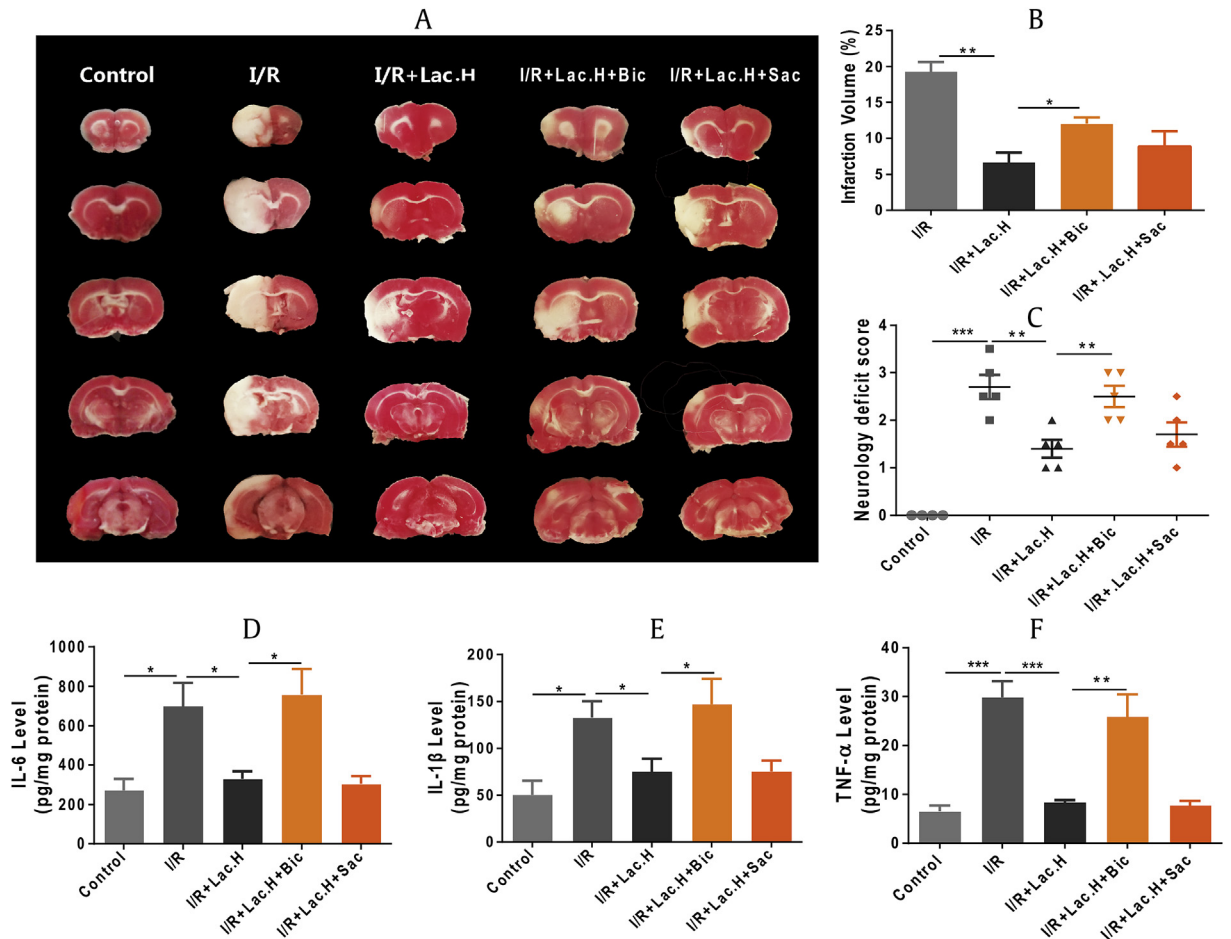 A
Control
I/R
I/R+Lac.H
I/R+Lac.H+Bic
I/R+Lac.H+Sac
B
Infarction Volume (%)
25
20
15
10
5
0
**
*
I/R
I/R+Lac.H
I/R+Lac.H+Bic
I/R+.Lac.H+Sac
C
Neurology deficit score
4
3
2
1
0
***
**
**
Control
I/R
I/R+Lac.H
I/R+Lac.H+Bic
I/R+.Lac.H+Sac
D
IL-6 Level
(pg/mg protein)
1000
800
600
400
200
0
*
*
*
Control
I/R
I/R+Lac.H
I/R+Lac.H+Bic
I/R+Lac.H+Sac
E
IL-1β Level
(pg/mg protein)
200
150
100
50
0
*
*
*
Control
I/R
I/R+Lac.H
I/R+Lac.H+Bic
I/R+Lac.H+Sac
F
TNF-α Level
(pg/mg protein)
40
30
20
10
0
***
***
**
Control
I/R
I/R+Lac.H
I/R+Lac.H+Bic
I/R+Lac.H+Sac